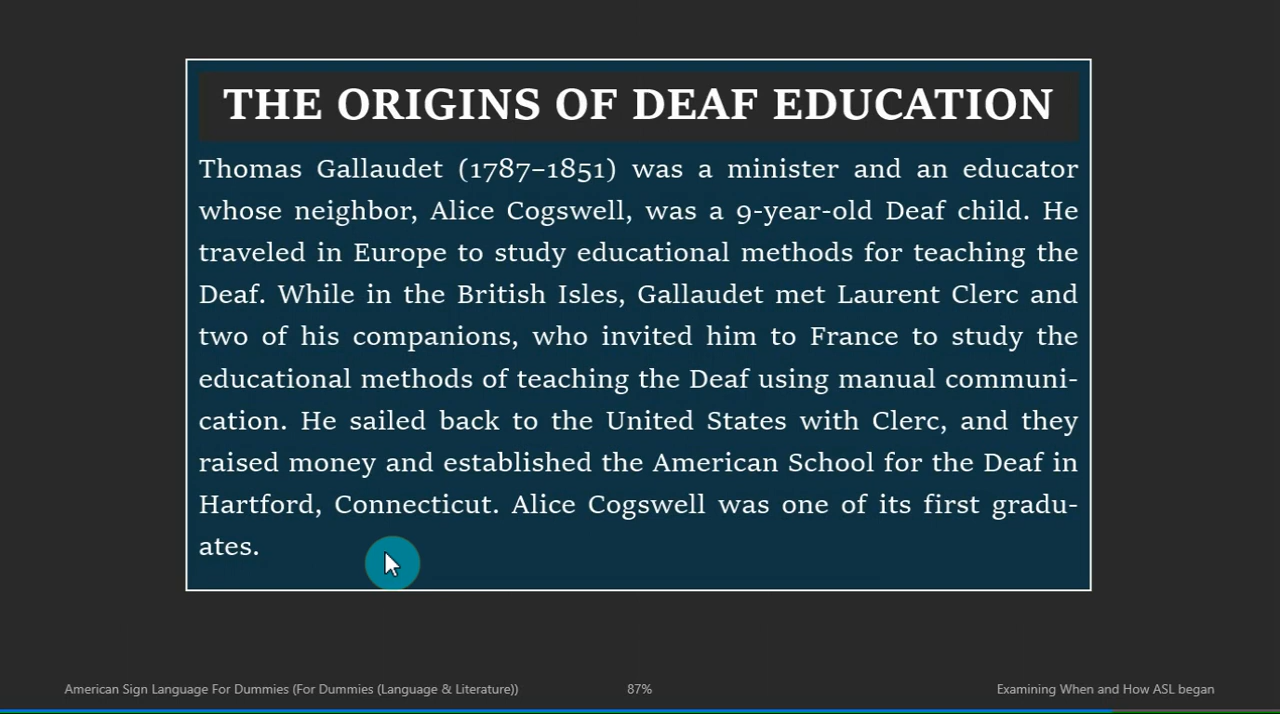 THE ORIGINS OF DEAF EDUCATION
Thomas Gallaudet (1787–1851) was a minister and an educator
whose neighbor, Alice Cogswell, was a 9-year-old Deaf child. He
traveled in Europe to study educational methods for teaching the
Deaf. While in the British Isles, Gallaudet met Laurent Clerc and
two of his companions, who invited him to France to study the
educational methods of teaching the Deaf using manual communi-
cation. He sailed back to the United States with Clerc, and they
raised money and established the American School for the Deaf in
Hartford, Connecticut. Alice Cogswell was one of its first gradu-
ates.
American Sign Language For Dummies (For Dummies (Language & Literature)) 87% Examining When and How ASL began